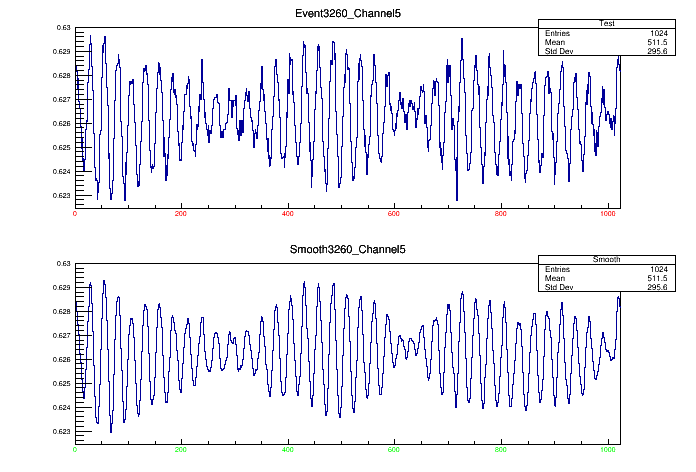 Event3260_Channel5
Test
Entries 1024
Mean 511.5
Std Dev 295.6
0.63
0.629
0.628
0.627
0.626
0.625
0.624
0.623
0 200 400 600 800 1000
Smooth3260_Channel5
Smooth
Entries 1024
Mean 511.5
Std Dev 295.6
0.63
0.629
0.628
0.627
0.626
0.625
0.624
0.623
0 200 400 600 800 1000